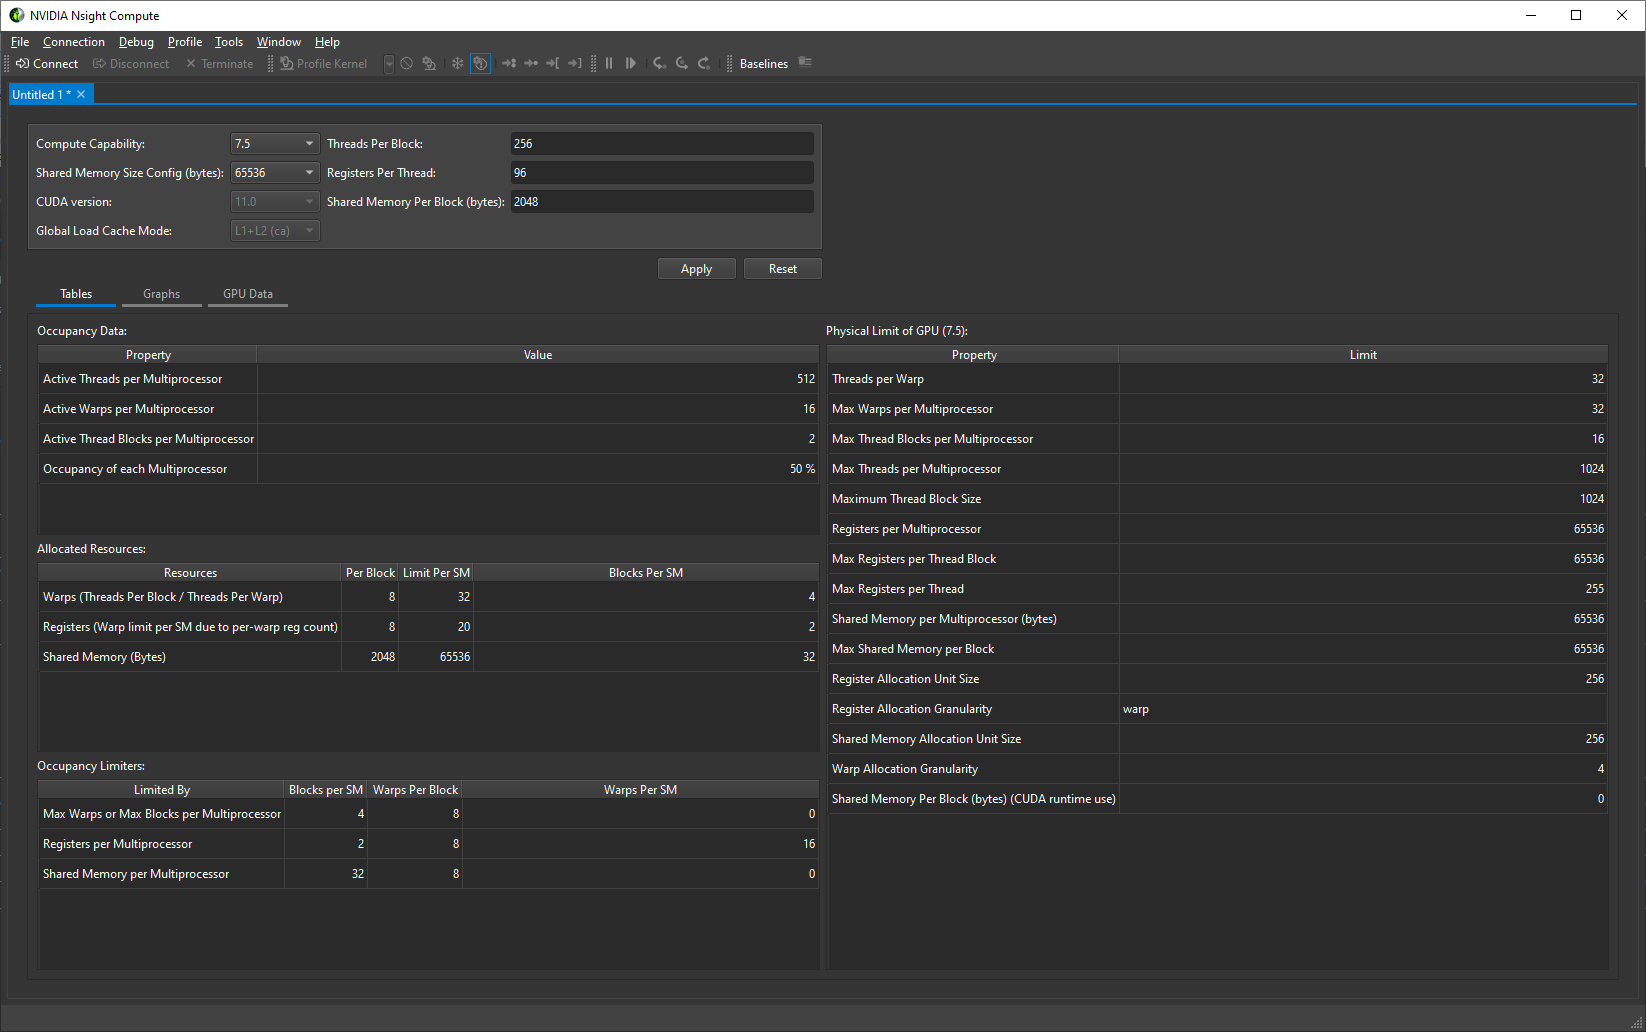 NVIDIA Nsight Compute
File Connection Debug Profile Tools Window Help
Connect Disconnect Terminate Profile Kernel Baselines
Untitled 1 *
Compute Capability: 7.5 Threads Per Block: 256
Shared Memory Size Config (bytes): 65536 Registers Per Thread: 96
CUDA version: 11.0 Shared Memory Per Block (bytes): 2048
Global Load Cache Mode: L1+L2 (ca)
Apply Reset
Tables Graphs GPU Data
Occupancy Data:
Property Value
Active Threads per Multiprocessor 512
Active Warps per Multiprocessor 16
Active Thread Blocks per Multiprocessor 2
Occupancy of each Multiprocessor 50 %
Allocated Resources:
Resources Per Block Limit Per SM Blocks Per SM
Warps (Threads Per Block / Threads Per Warp) 8 32 4
Registers (Warp limit per SM due to per-warp reg count) 8 20 2
Shared Memory (Bytes) 2048 65536 32
Occupancy Limiters:
Limited By Blocks per SM Warps Per Block Warps Per SM
Max Warps or Max Blocks per Multiprocessor 4 8 0
Registers per Multiprocessor 2 8 16
Shared Memory per Multiprocessor 32 8 0
Physical Limit of GPU (7.5):
Property Limit
Threads per Warp 32
Max Warps per Multiprocessor 32
Max Thread Blocks per Multiprocessor 16
Max Threads per Multiprocessor 1024
Maximum Thread Block Size 1024
Registers per Multiprocessor 65536
Max Registers per Thread Block 65536
Max Registers per Thread 255
Shared Memory per Multiprocessor (bytes) 65536
Max Shared Memory per Block 65536
Register Allocation Unit Size 256
Register Allocation Granularity warp
Shared Memory Allocation Unit Size 256
Warp Allocation Granularity 4
Shared Memory Per Block (bytes) (CUDA runtime use) 0